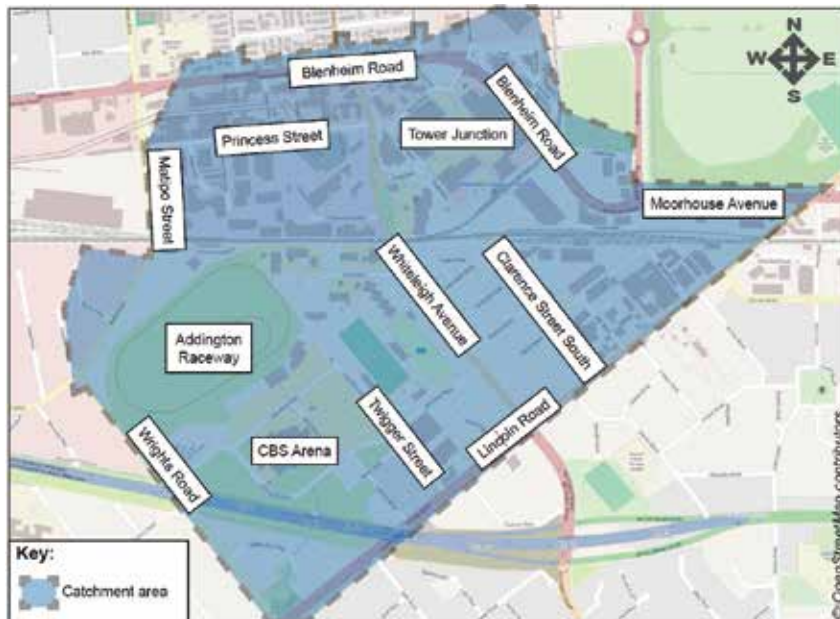 Blenheim Road
N
W E
S
Blenheim Road
Princess Street
Tower Junction
Matipo Street
Moorhouse Avenue
Whiteleigh Avenue
Clarence Street South
Addington
Raceway
Twigger Street
Lincoln Road
Wrights Road
CBS Arena
Key:
Catchment area
© OpenStreetMap contributors